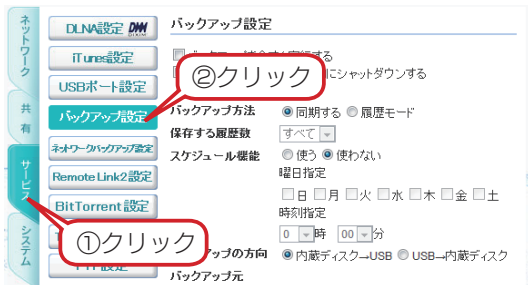 ネットワーク
共有
サービス
システム
DLNA設定
iTunes設定
USBポート設定
バックアップ設定
ネットワークバックアップ設定
Remote Link2設定
BitTorrent設定
①クリック
バックアップ設定
②クリック
にシャットダウンする
バックアップ方法 同期する 履歴モード
保存する履歴数 すべて
スケジュール機能 使う 使わない
曜日指定
日 月 火 水 木 金 土
時刻指定
0 時 00 分
アップの方向 内蔵ディスク→USB USB→内蔵ディスク
バックアップ元